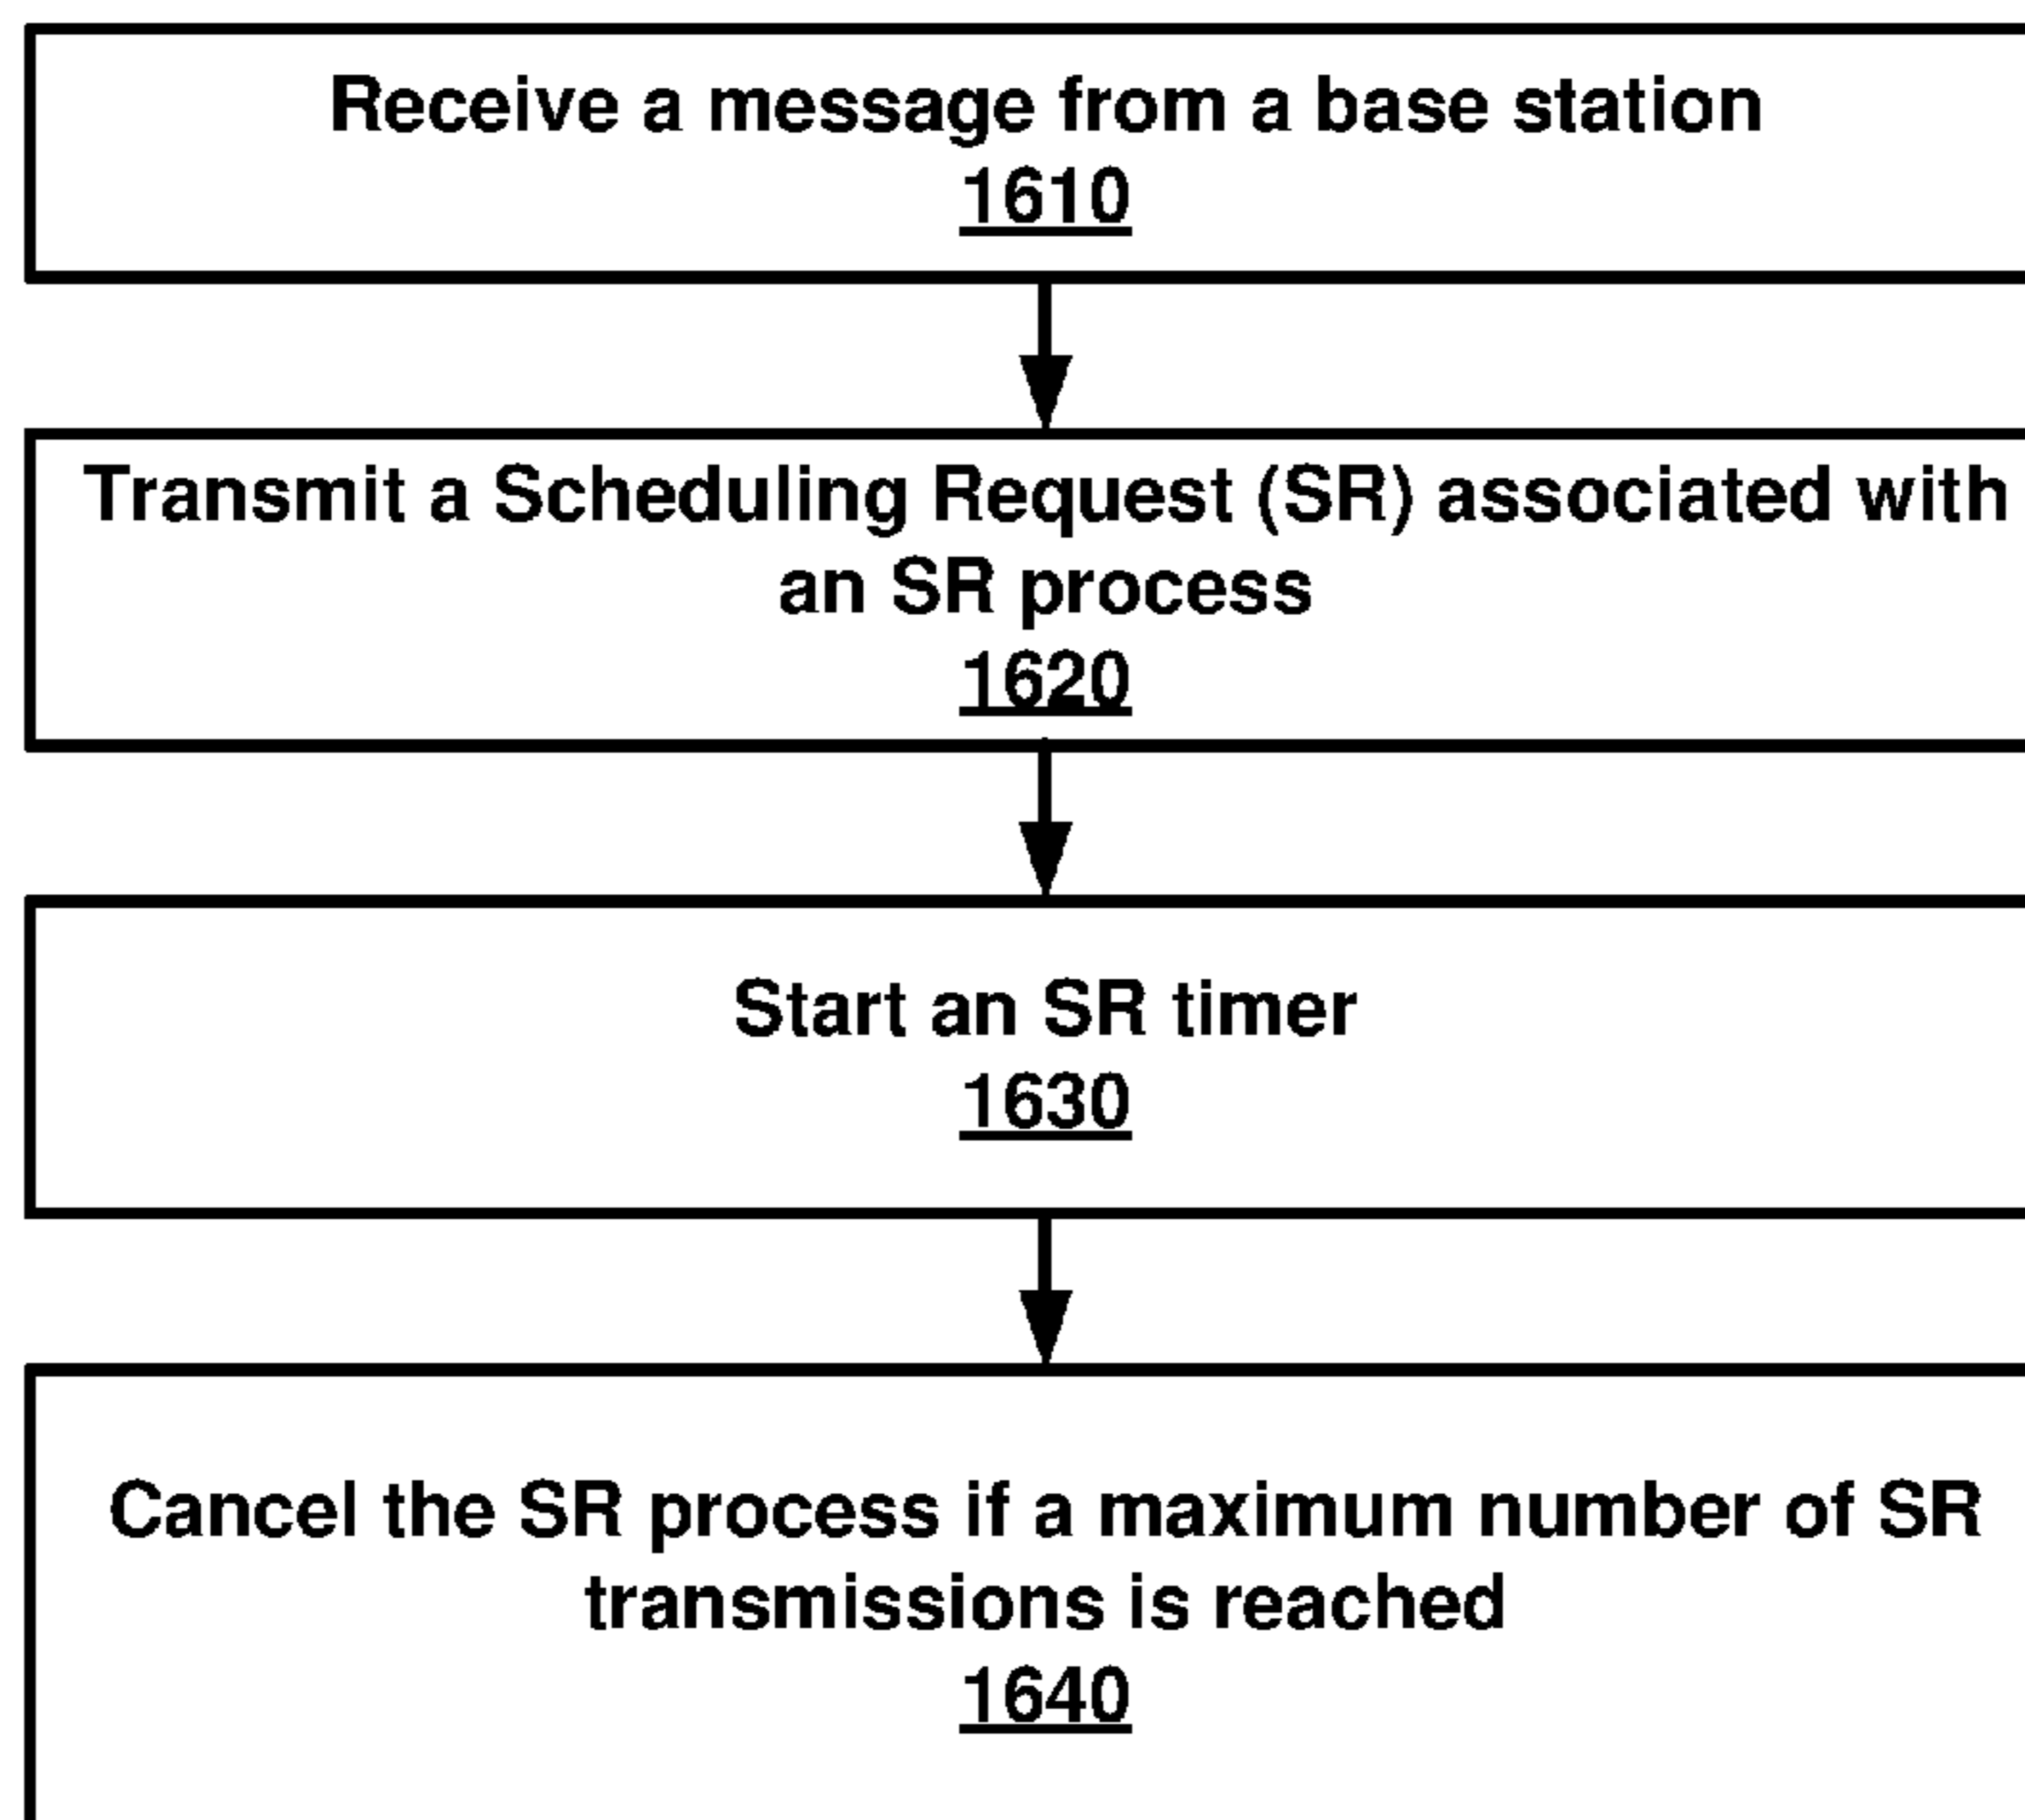 Receive a message from a base station
1610
Transmit a Scheduling Request (SR) associated with
an SR process
1620
Start an SR timer
1630
Cancel the SR process if a maximum number of SR
transmissions is reached
1640